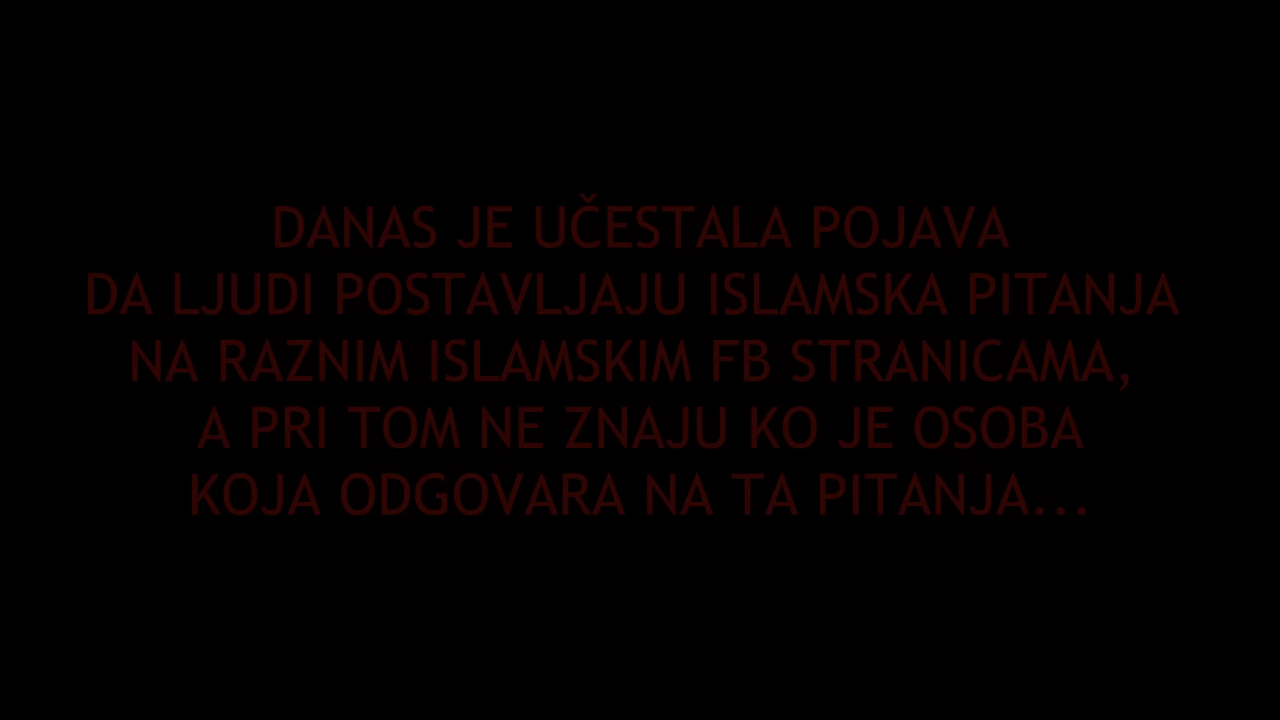 DANAS JE UČESTALA POJAVA
DA LJUDI POSTAVLJAJU ISLAMSKA PITANJA
NA RAZNIM ISLAMSKIM FB STRANICAMA,
A PRI TOM NE ZNAJU KO JE OSOBA
KOJA ODGOVARA NA TA PITANJA...